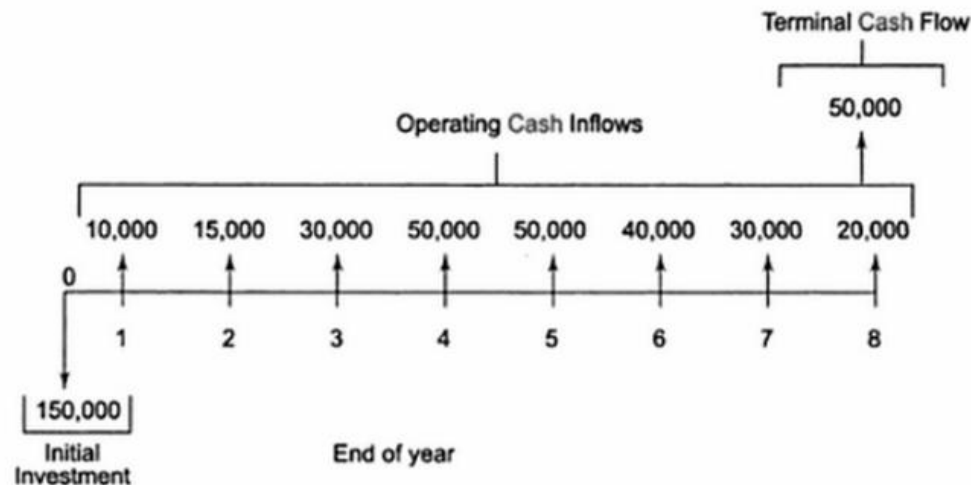 Terminal Cash Flow
50,000
Operating Cash Inflows
10,000 15,000 30,000 50,000 50,000 40,000 30,000 20,000
0
1 2 3 4 5 6 7 8
150,000
Initial
Investment
End of year